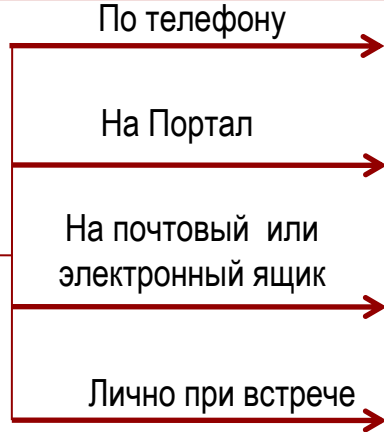 По телефону
На Портал
На почтовый или
электронный ящик
Лично при встрече